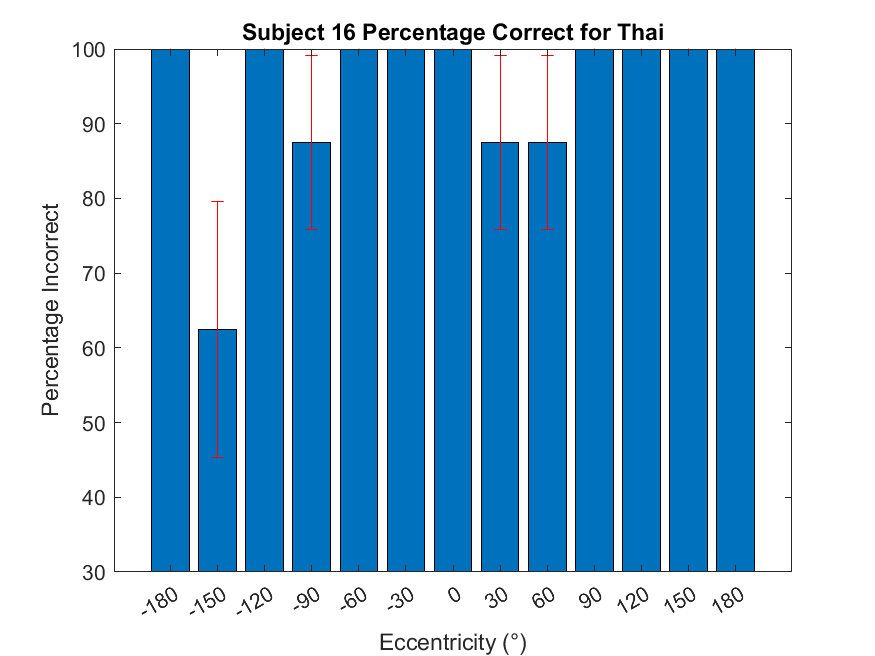 Subject 16 Percentage Correct for Thai
Percentage Incorrect
100
90
80
70
60
50
40
30
-180 -150 -120 -90 -60 -30 0 30 60 90 120 150 180
Eccentricity (°)